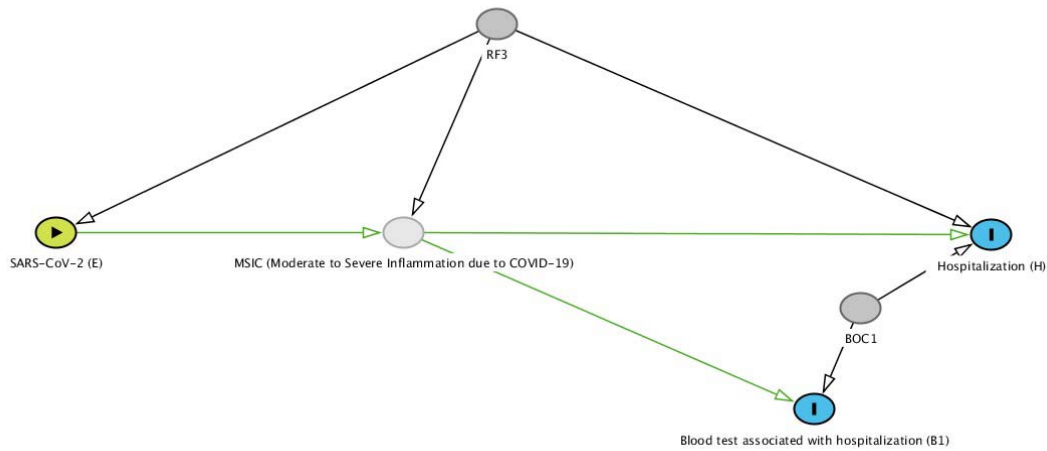 RF3
SARS-CoV-2 (E)
MSIC (Moderate to Severe Inflammation due to COVID-19)
Hospitalization (H)
BOC1
Blood test associated with hospitalization (B1)